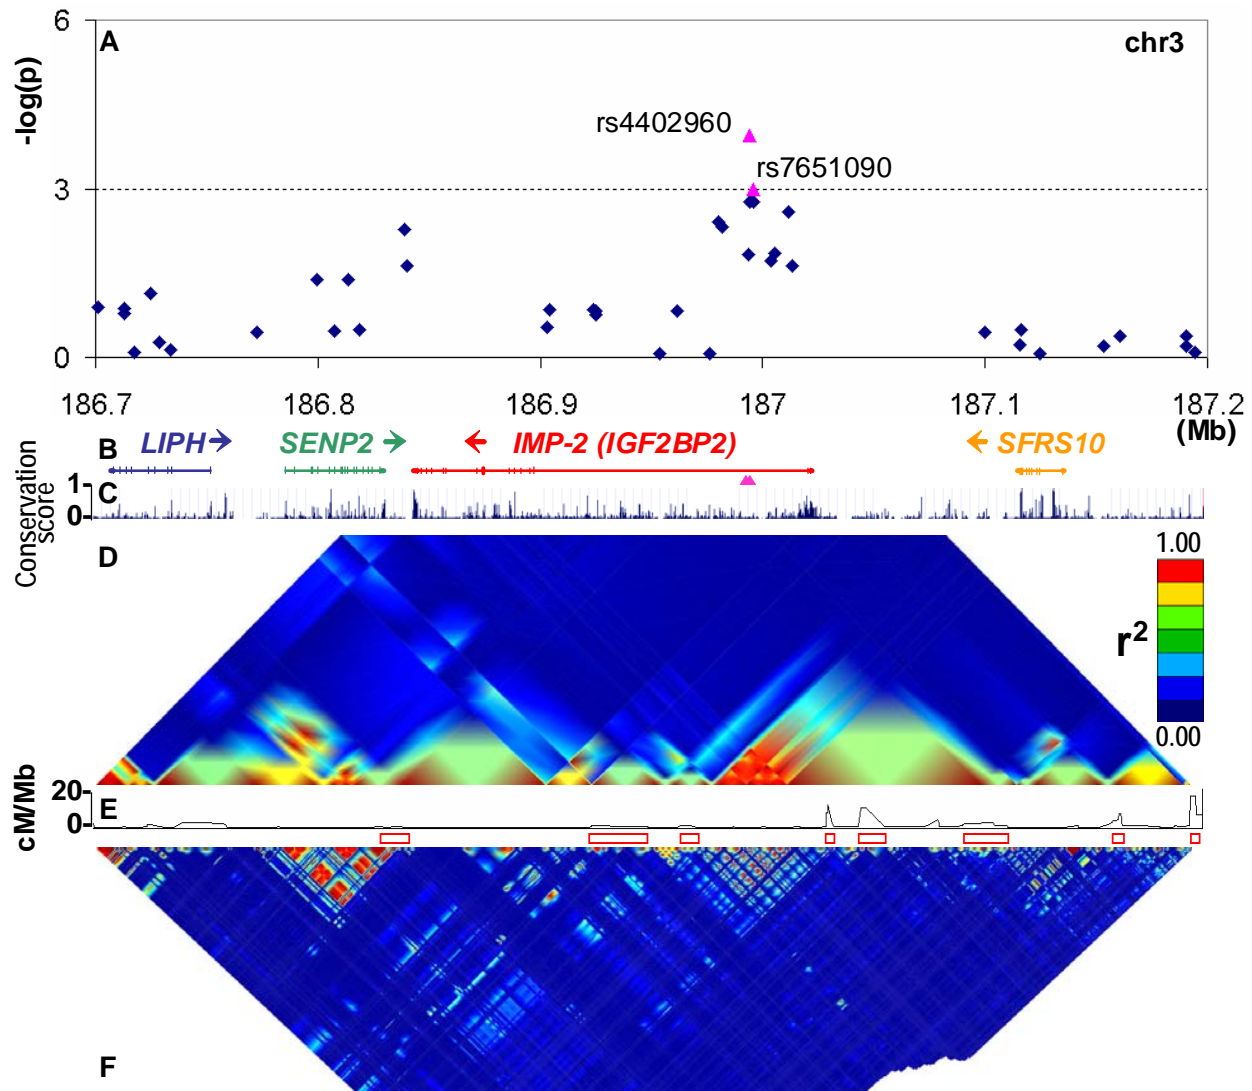 6
A
chr3
-log(p)
rs4402960
rs7651090
3
0
186.7 186.8 186.9 187 187.1 187.2
(Mb)
B
LIPH
SENP2
IMP-2 (IGF2BP2)
SFRS10
Conservation
score
1
0
C
D
1.00
r²
0.00
cM/Mb
20
0
E
F